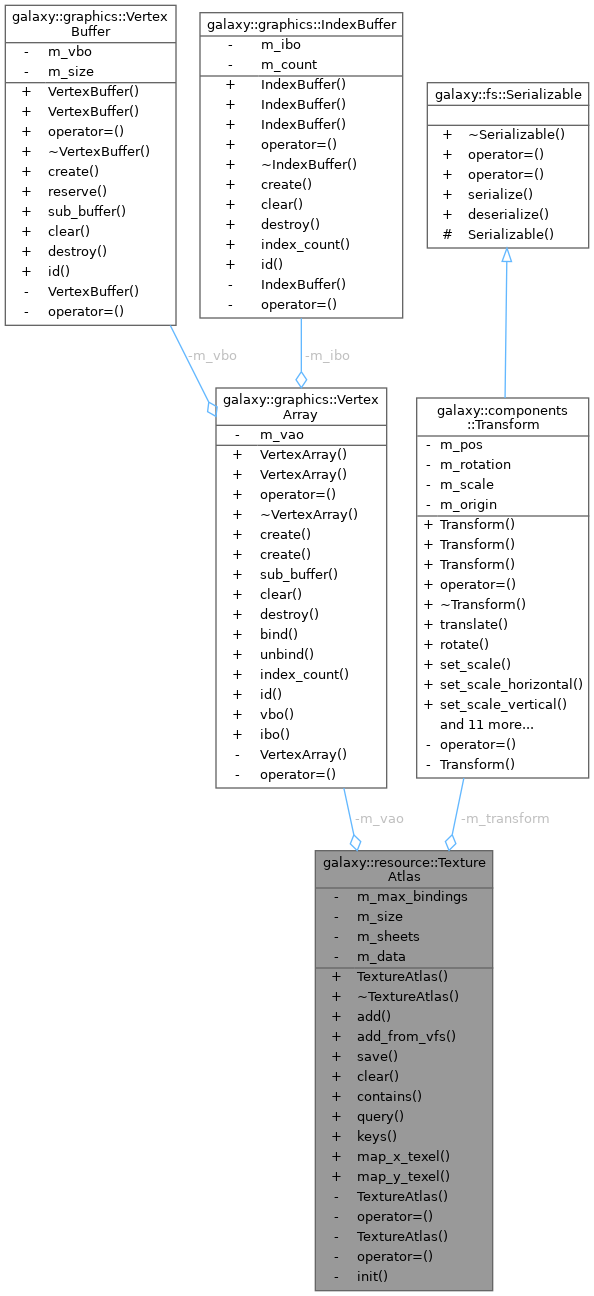 galaxy::graphics::Vertex
Buffer
- m_vbo
- m_size
+ VertexBuffer()
+ VertexBuffer()
+ operator=()
+ ~VertexBuffer()
+ create()
+ reserve()
+ sub_buffer()
+ clear()
+ destroy()
+ id()
- VertexBuffer()
- operator=()
galaxy::graphics::IndexBuffer
- m_ibo
- m_count
+ IndexBuffer()
+ IndexBuffer()
+ IndexBuffer()
+ operator=()
+ ~IndexBuffer()
+ create()
+ clear()
+ destroy()
+ index_count()
+ id()
- IndexBuffer()
- operator=()
galaxy::fs::Serializable
+ ~Serializable()
+ operator=()
+ operator=()
+ serialize()
+ deserialize()
# Serializable()
-m_vbo
-m_ibo
galaxy::graphics::Vertex
Array
- m_vao
+ VertexArray()
+ VertexArray()
+ operator=()
+ ~VertexArray()
+ create()
+ create()
+ sub_buffer()
+ clear()
+ destroy()
+ bind()
+ unbind()
+ index_count()
+ id()
+ vbo()
+ ibo()
- VertexArray()
- operator=()
galaxy::components
::Transform
- m_pos
- m_rotation
- m_scale
- m_origin
+ Transform()
+ Transform()
+ Transform()
+ operator=()
+ ~Transform()
+ translate()
+ rotate()
+ set_scale()
+ set_scale_horizontal()
+ set_scale_vertical()
and 11 more...
- operator=()
- Transform()
-m_vao
-m_transform
galaxy::resource::Texture
Atlas
- m_max_bindings
- m_size
- m_sheets
- m_data
+ TextureAtlas()
+ ~TextureAtlas()
+ add()
+ add_from_vfs()
+ save()
+ clear()
+ contains()
+ query()
+ keys()
+ map_x_texel()
+ map_y_texel()
- TextureAtlas()
- operator=()
- TextureAtlas()
- operator=()
- init()